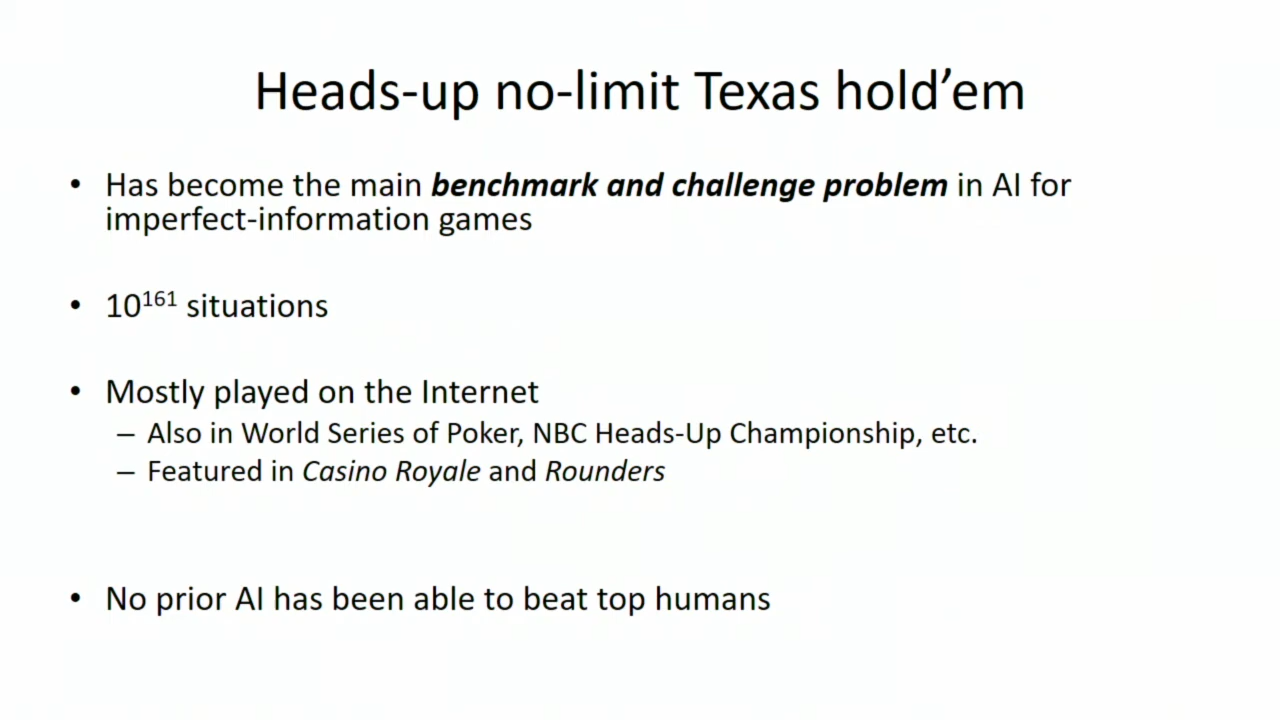 Heads-up no-limit Texas hold’em
• Has become the main benchmark and challenge problem in AI for
imperfect-information games
• 10¹⁶¹ situations
• Mostly played on the Internet
– Also in World Series of Poker, NBC Heads-Up Championship, etc.
– Featured in Casino Royale and Rounders
• No prior AI has been able to beat top humans